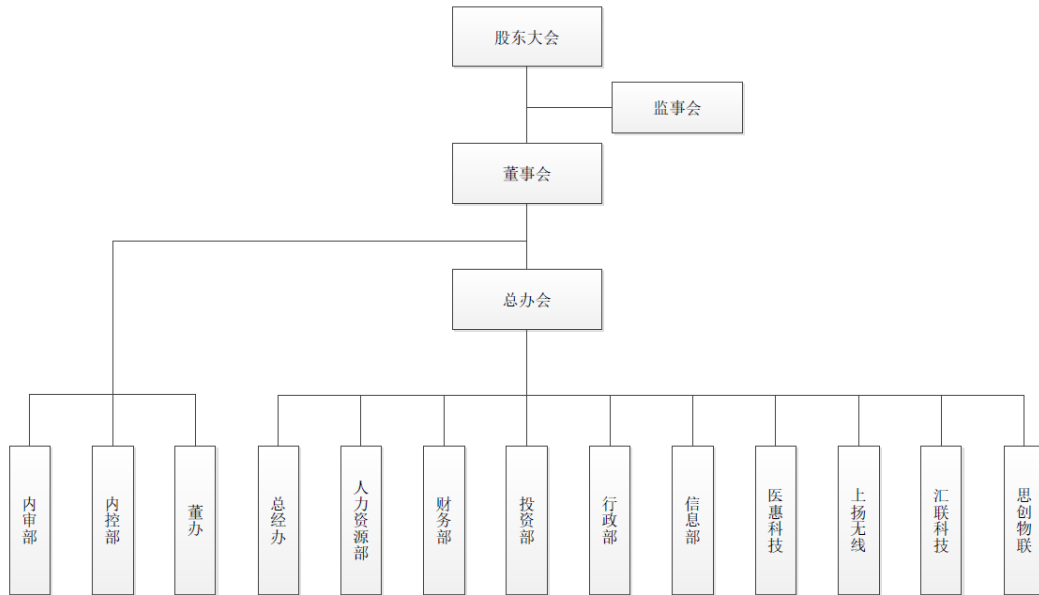 股东大会
监事会
董事会
总办会
内审部
内控部
董办
总经办
人力资源部
财务部
投资部
行政部
信息部
医惠科技
上扬无线
汇联科技
思创物联